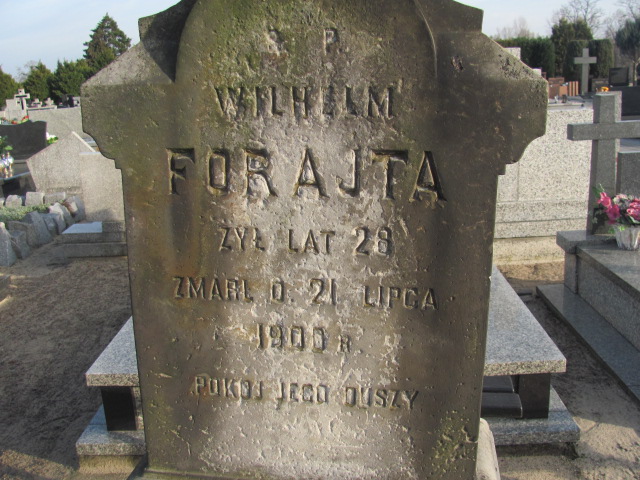 Ś. P.
WILHELM
FORAJTA
ŻYŁ LAT 28
ZMARŁ D. 21 LIPCA
1900 R.
POKÓJ JEGO DUSZY